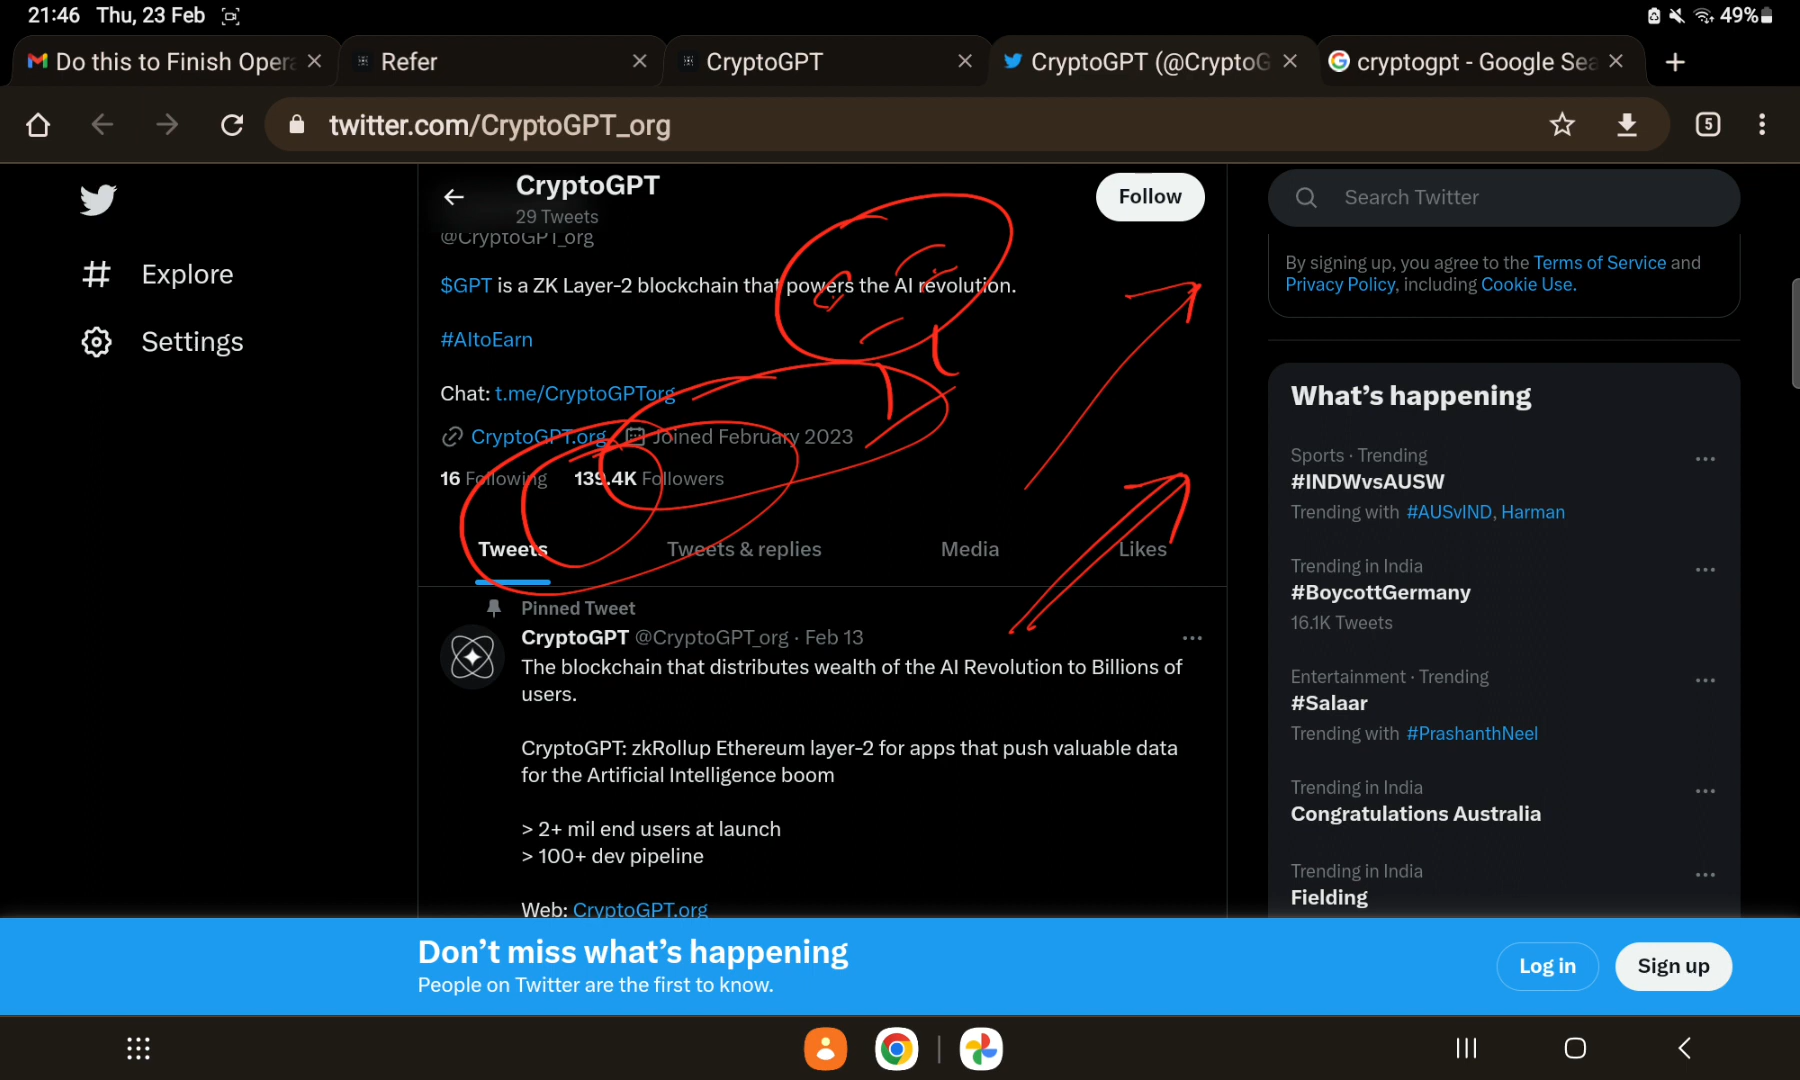 21:46 Thu, 23 Feb
49%
Do this to Finish Opera
Refer
CryptoGPT
CryptoGPT (@CryptoG
cryptogpt - Google Sea
twitter.com/CryptoGPT_org
5
CryptoGPT
29 Tweets
@CryptoGPT_org
Follow
Explore
Settings
$GPT is a ZK Layer-2 blockchain that powers the AI revolution.
#AItoEarn
Chat: t.me/CryptoGPTorg
CryptoGPT.org Joined February 2023
16 Following 139.4K Followers
Tweets
Tweets & replies
Media
Likes
Pinned Tweet
CryptoGPT @CryptoGPT_org · Feb 13
The blockchain that distributes wealth of the AI Revolution to Billions of
users.
CryptoGPT: zkRollup Ethereum layer-2 for apps that push valuable data
for the Artificial Intelligence boom
> 2+ mil end users at launch
> 100+ dev pipeline
Web: CryptoGPT.org
Search Twitter
By signing up, you agree to the Terms of Service and
Privacy Policy, including Cookie Use.
What's happening
Sports · Trending
#INDWvsAUSW
Trending with #AUSvIND, Harman
Trending in India
#BoycottGermany
16.1K Tweets
Entertainment · Trending
#Salaar
Trending with #PrashanthNeel
Trending in India
Congratulations Australia
Trending in India
Fielding
Don't miss what's happening
People on Twitter are the first to know.
Log in
Sign up